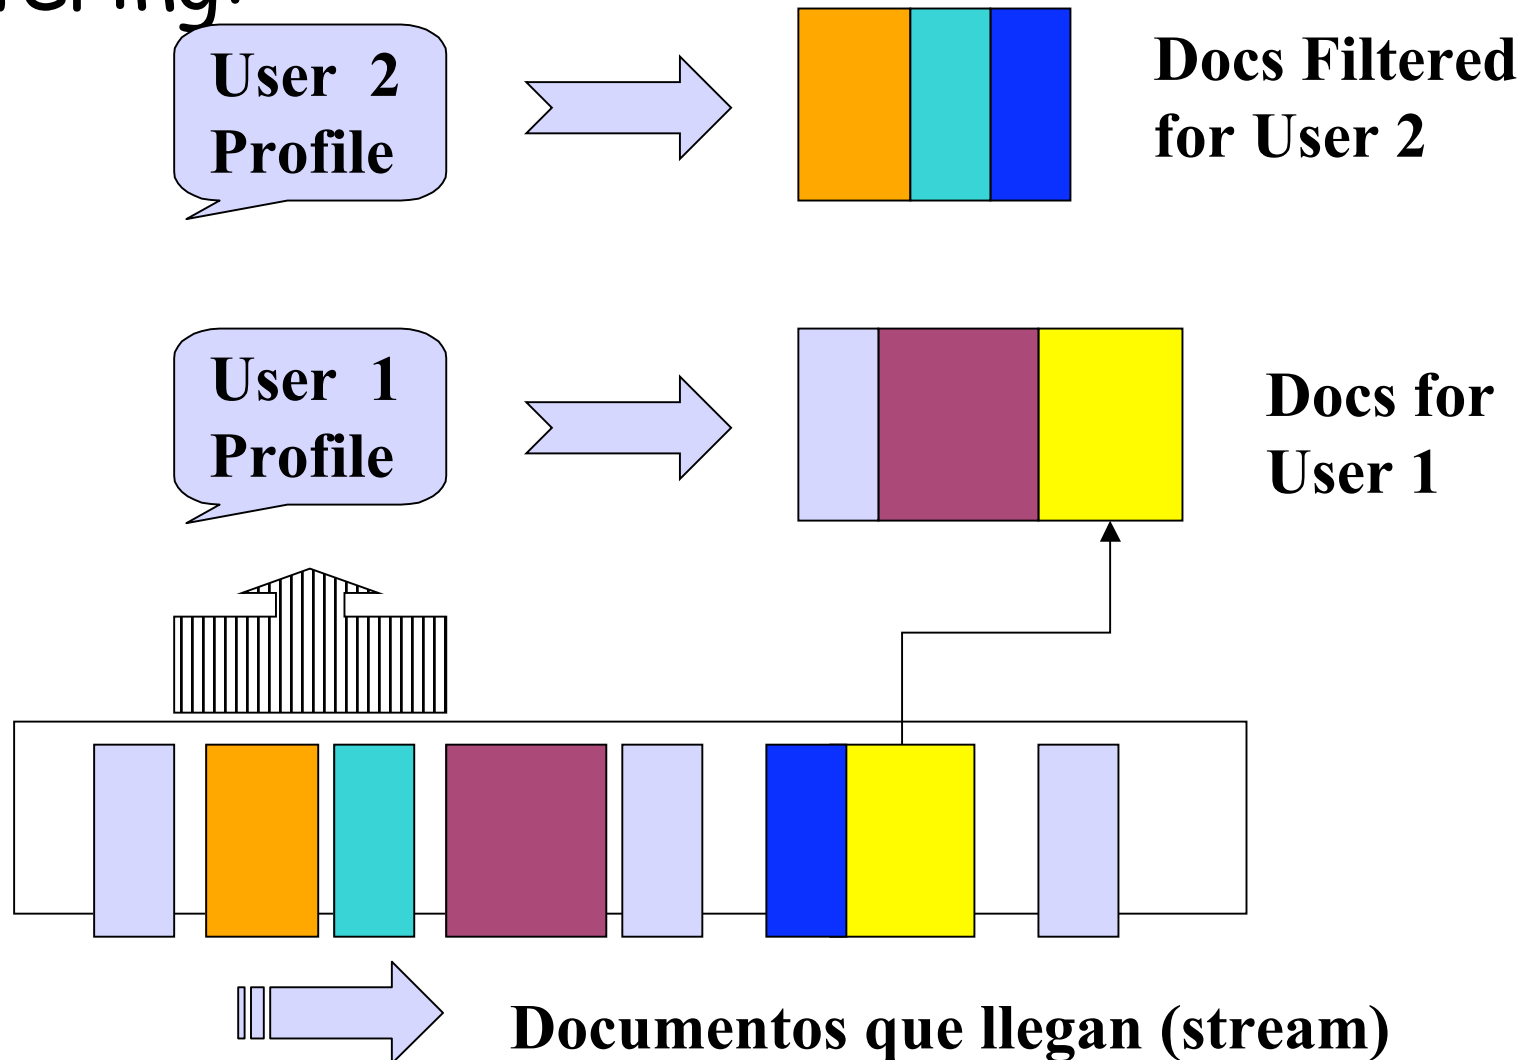 User 2
Profile
Docs Filtered
for User 2
User 1
Profile
Docs for
User 1
Documentos que llegan (stream)